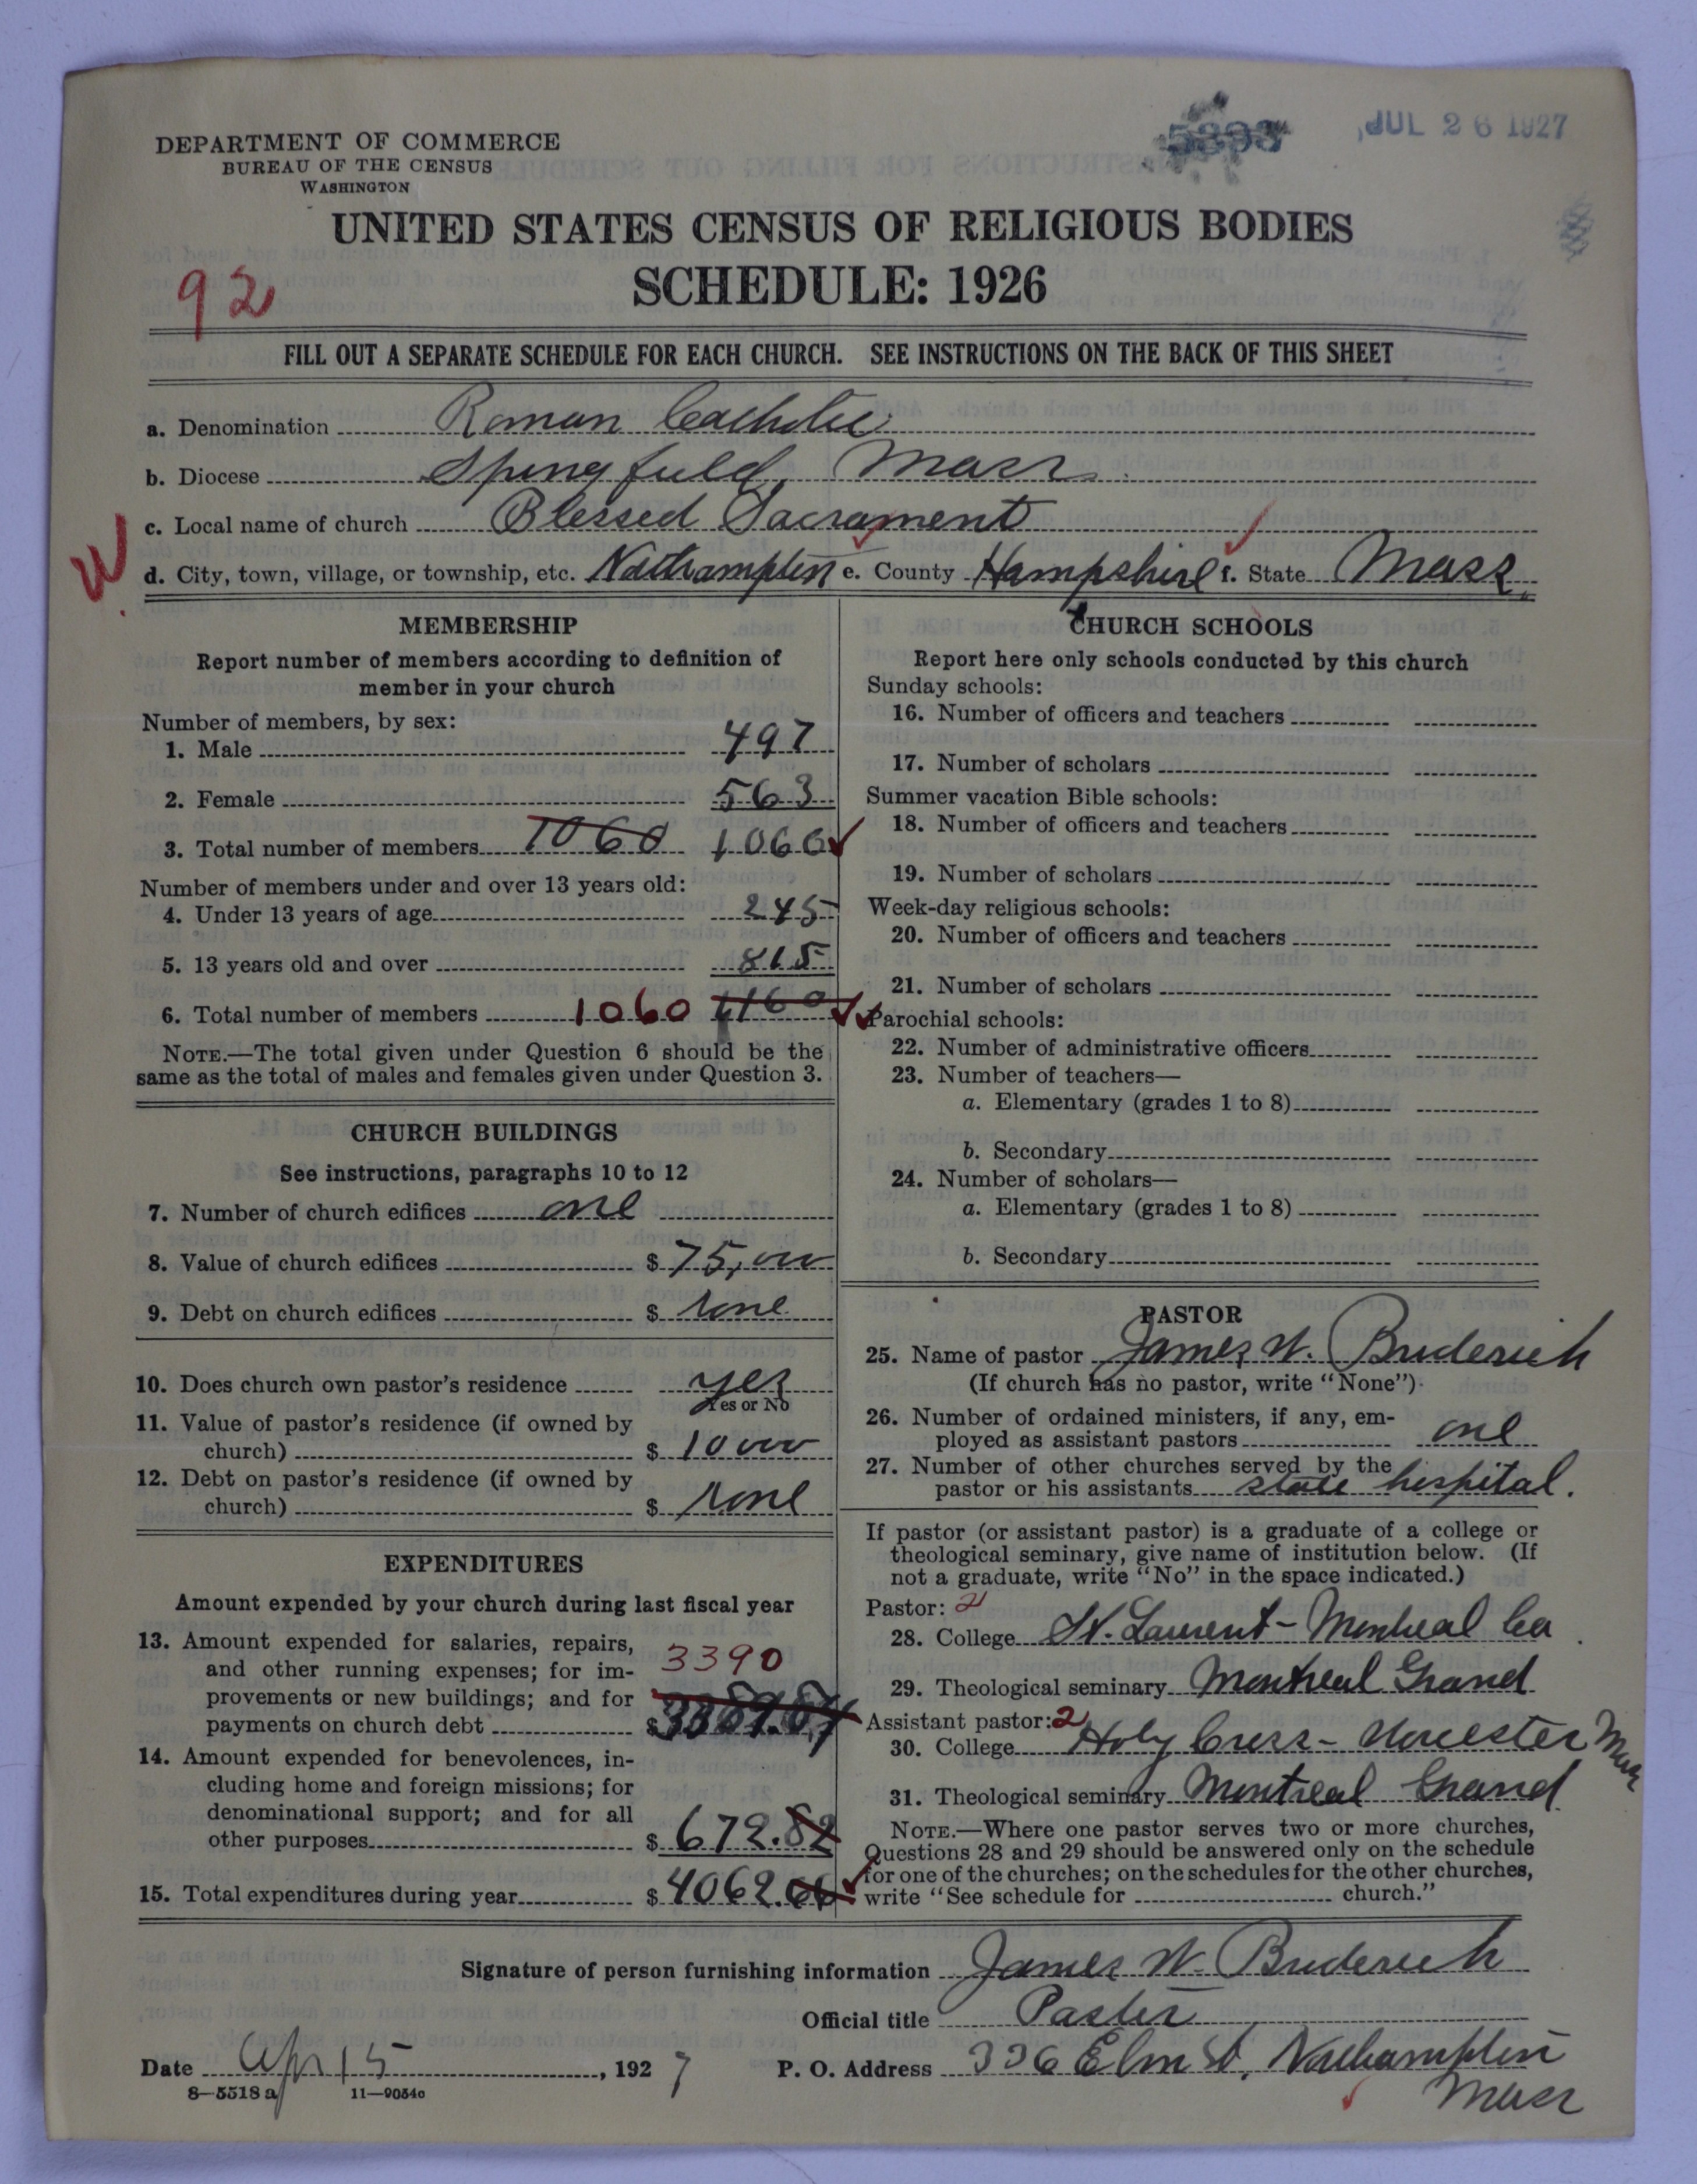 DEPARTMENT OF COMMERCE
BUREAU OF THE CENSUS
WASHINGTON
5393
JUL 26 1927
UNITED STATES CENSUS OF RELIGIOUS BODIES
SCHEDULE: 1926
92
FILL OUT A SEPARATE SCHEDULE FOR EACH CHURCH. SEE INSTRUCTIONS ON THE BACK OF THIS SHEET
a. Denomination Roman Catholic
b. Diocese Springfield, Mass.
c. Local name of church Blessed Sacrament
W
d. City, town, village, or township, etc. Northampton e. County Hampshire f. State Mass.
MEMBERSHIP
Report number of members according to definition of
member in your church
Number of members, by sex:
1. Male 497
2. Female 563
3. Total number of members 1060 1060
Number of members under and over 13 years old:
4. Under 13 years of age 245
5. 13 years old and over 815
6. Total number of members 1060 1160
NOTE.—The total given under Question 6 should be the
same as the total of males and females given under Question 3.
CHURCH BUILDINGS
See instructions, paragraphs 10 to 12
7. Number of church edifices one
8. Value of church edifices $ 75,000
9. Debt on church edifices $ none
10. Does church own pastor's residence yes
Yes or No
11. Value of pastor's residence (if owned by
church) $ 10000
12. Debt on pastor's residence (if owned by
church) $ none
EXPENDITURES
Amount expended by your church during last fiscal year
13. Amount expended for salaries, repairs,
and other running expenses; for im- 3390
provements or new buildings; and for
payments on church debt $ 3389.84
14. Amount expended for benevolences, in-
cluding home and foreign missions; for
denominational support; and for all
other purposes $ 672.82
15. Total expenditures during year $ 4062.66
CHURCH SCHOOLS
Report here only schools conducted by this church
Sunday schools:
16. Number of officers and teachers
17. Number of scholars
Summer vacation Bible schools:
18. Number of officers and teachers
19. Number of scholars
Week-day religious schools:
20. Number of officers and teachers
21. Number of scholars
Parochial schools:
22. Number of administrative officers
23. Number of teachers—
a. Elementary (grades 1 to 8)
b. Secondary
24. Number of scholars—
a. Elementary (grades 1 to 8)
b. Secondary
PASTOR
25. Name of pastor James W. Broderick
(If church has no pastor, write "None")
26. Number of ordained ministers, if any, em-
ployed as assistant pastors one
27. Number of other churches served by the
pastor or his assistants state hospital.
If pastor (or assistant pastor) is a graduate of a college or
theological seminary, give name of institution below. (If
not a graduate, write "No" in the space indicated.)
Pastor: 2
28. College St. Laurent - Montreal Ca
29. Theological seminary Montreal Grand
Assistant pastor: 2
30. College Holy Cross - Worcester Mass
31. Theological seminary Montreal Grand
NOTE.—Where one pastor serves two or more churches,
Questions 28 and 29 should be answered only on the schedule
for one of the churches; on the schedules for the other churches,
write "See schedule for church."
Signature of person furnishing information James W. Broderick
Official title Pastor
Date Apr 15, 1927 P. O. Address 336 Elm St, Northampton
Mass
8—5518 a 11—9054c